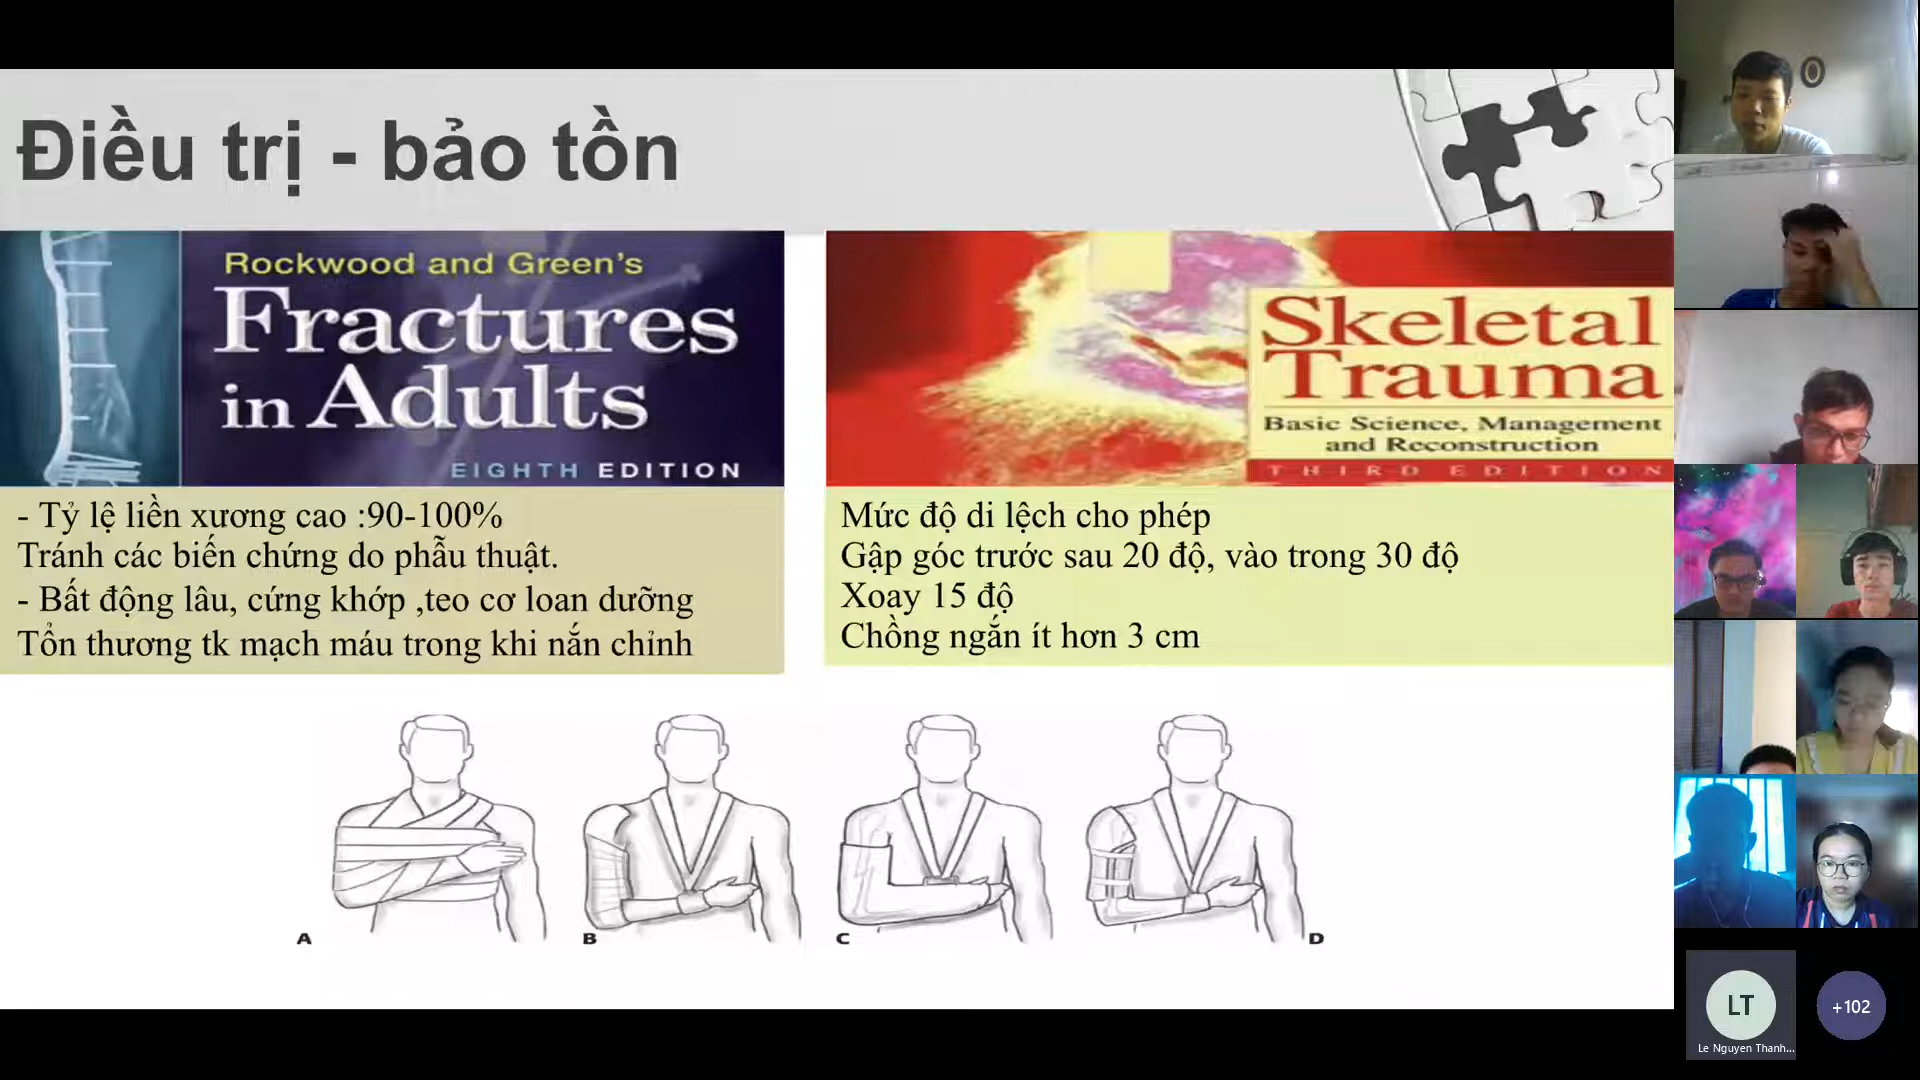 Điều trị - bảo tồn
Rockwood and Green's
Fractures
in Adults
EIGHTH EDITION
Skeletal
Trauma
Basic Science, Management
and Reconstruction
THIRD EDITION
- Tỷ lệ liền xương cao :90-100%
Tránh các biến chứng do phẫu thuật.
- Bất động lâu, cứng khớp ,teo cơ loan dưỡng
Tổn thương tk mạch máu trong khi nắn chỉnh
Mức độ di lệch cho phép
Gập góc trước sau 20 độ, vào trong 30 độ
Xoay 15 độ
Chồng ngắn ít hơn 3 cm
A
B
C
D
LT
Le Nguyen Thanh...
+102